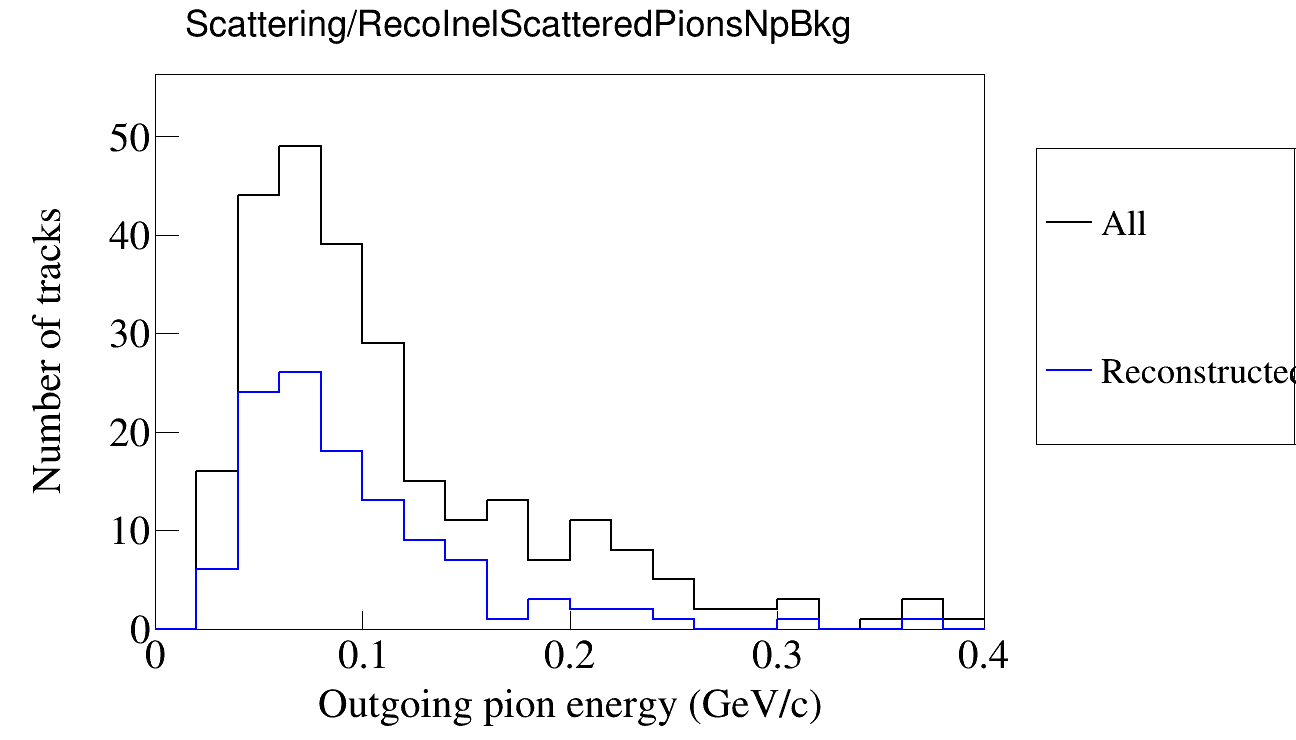 Scattering/RecoInelScatteredPionsNpBkg
Number of tracks
50
40
30
20
10
0
0 0.1 0.2 0.3 0.4
Outgoing pion energy (GeV/c)
All
Reconstructed